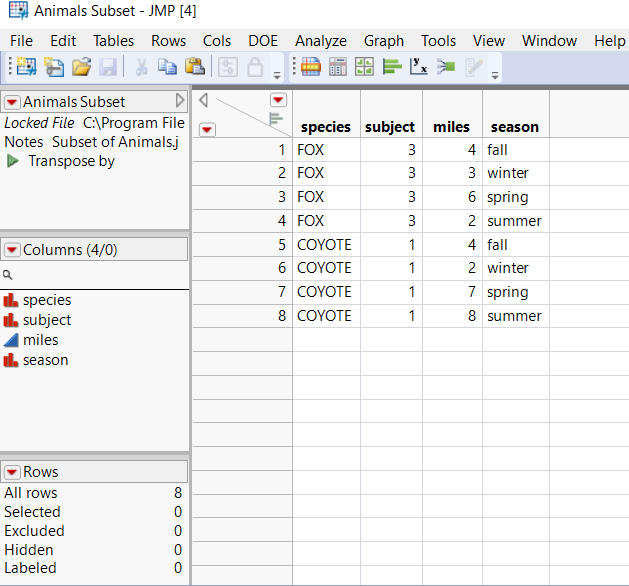 Animals Subset - JMP [4]
File Edit Tables Rows Cols DOE Analyze Graph Tools View Window Help
Animals Subset
Locked File C:\Program File
Notes Subset of Animals.j
Transpose by
Columns (4/0)
species
subject
miles
season
Rows
All rows 8
Selected 0
Excluded 0
Hidden 0
Labeled 0
species subject miles season
1 FOX 3 4 fall
2 FOX 3 3 winter
3 FOX 3 6 spring
4 FOX 3 2 summer
5 COYOTE 1 4 fall
6 COYOTE 1 2 winter
7 COYOTE 1 7 spring
8 COYOTE 1 8 summer